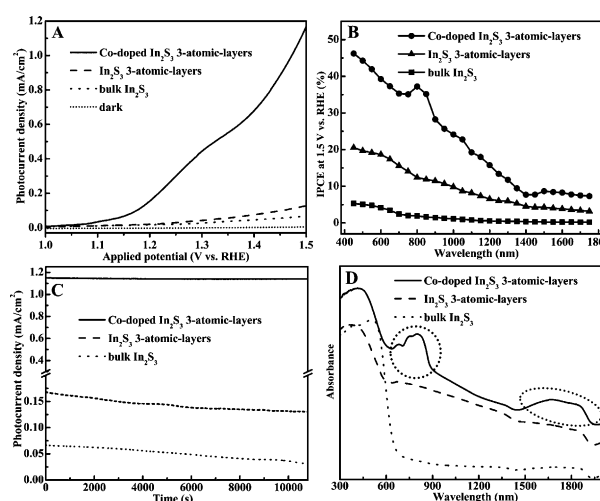 A
Co-doped In2S3 3-atomic-layers
In2S3 3-atomic-layers
bulk In2S3
dark
Photocurrent density (mA/cm2)
1.2
1.0
0.8
0.6
0.4
0.2
0.0
1.0 1.1 1.2 1.3 1.4 1.5
Applied potential (V vs. RHE)
B
Co-doped In2S3 3-atomic-layers
In2S3 3-atomic-layers
bulk In2S3
IPCE at 1.5 V vs. RHE (%)
50
40
30
20
10
0
400 600 800 1000 1200 1400 1600 1800
Wavelength (nm)
C
Co-doped In2S3 3-atomic-layers
In2S3 3-atomic-layers
bulk In2S3
Photocurrent density (mA/cm2)
1.2
1.0
0.8
0.6
0.4
0.15
0.10
0.05
0.00
0 2000 4000 6000 8000 10000
Time (s)
D
Co-doped In2S3 3-atomic-layers
In2S3 3-atomic-layers
bulk In2S3
Absorbance
300 600 900 1200 1500 1800
Wavelength (nm)